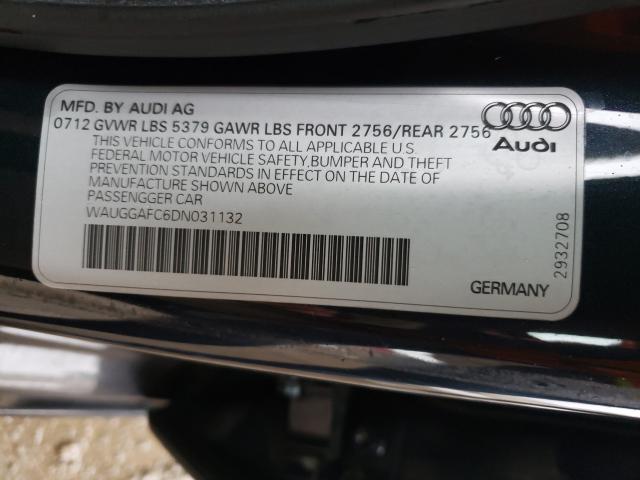 MFD. BY AUDI AG
0712 GVWR LBS 5379 GAWR LBS FRONT 2756/REAR 2756
THIS VEHICLE CONFORMS TO ALL APPLICABLE U.S.
FEDERAL MOTOR VEHICLE SAFETY,BUMPER AND THEFT
PREVENTION STANDARDS IN EFFECT ON THE DATE OF
MANUFACTURE SHOWN ABOVE
PASSENGGER CAR
WAUGGAFC6DN031132
Audi
2932708
GERMANY